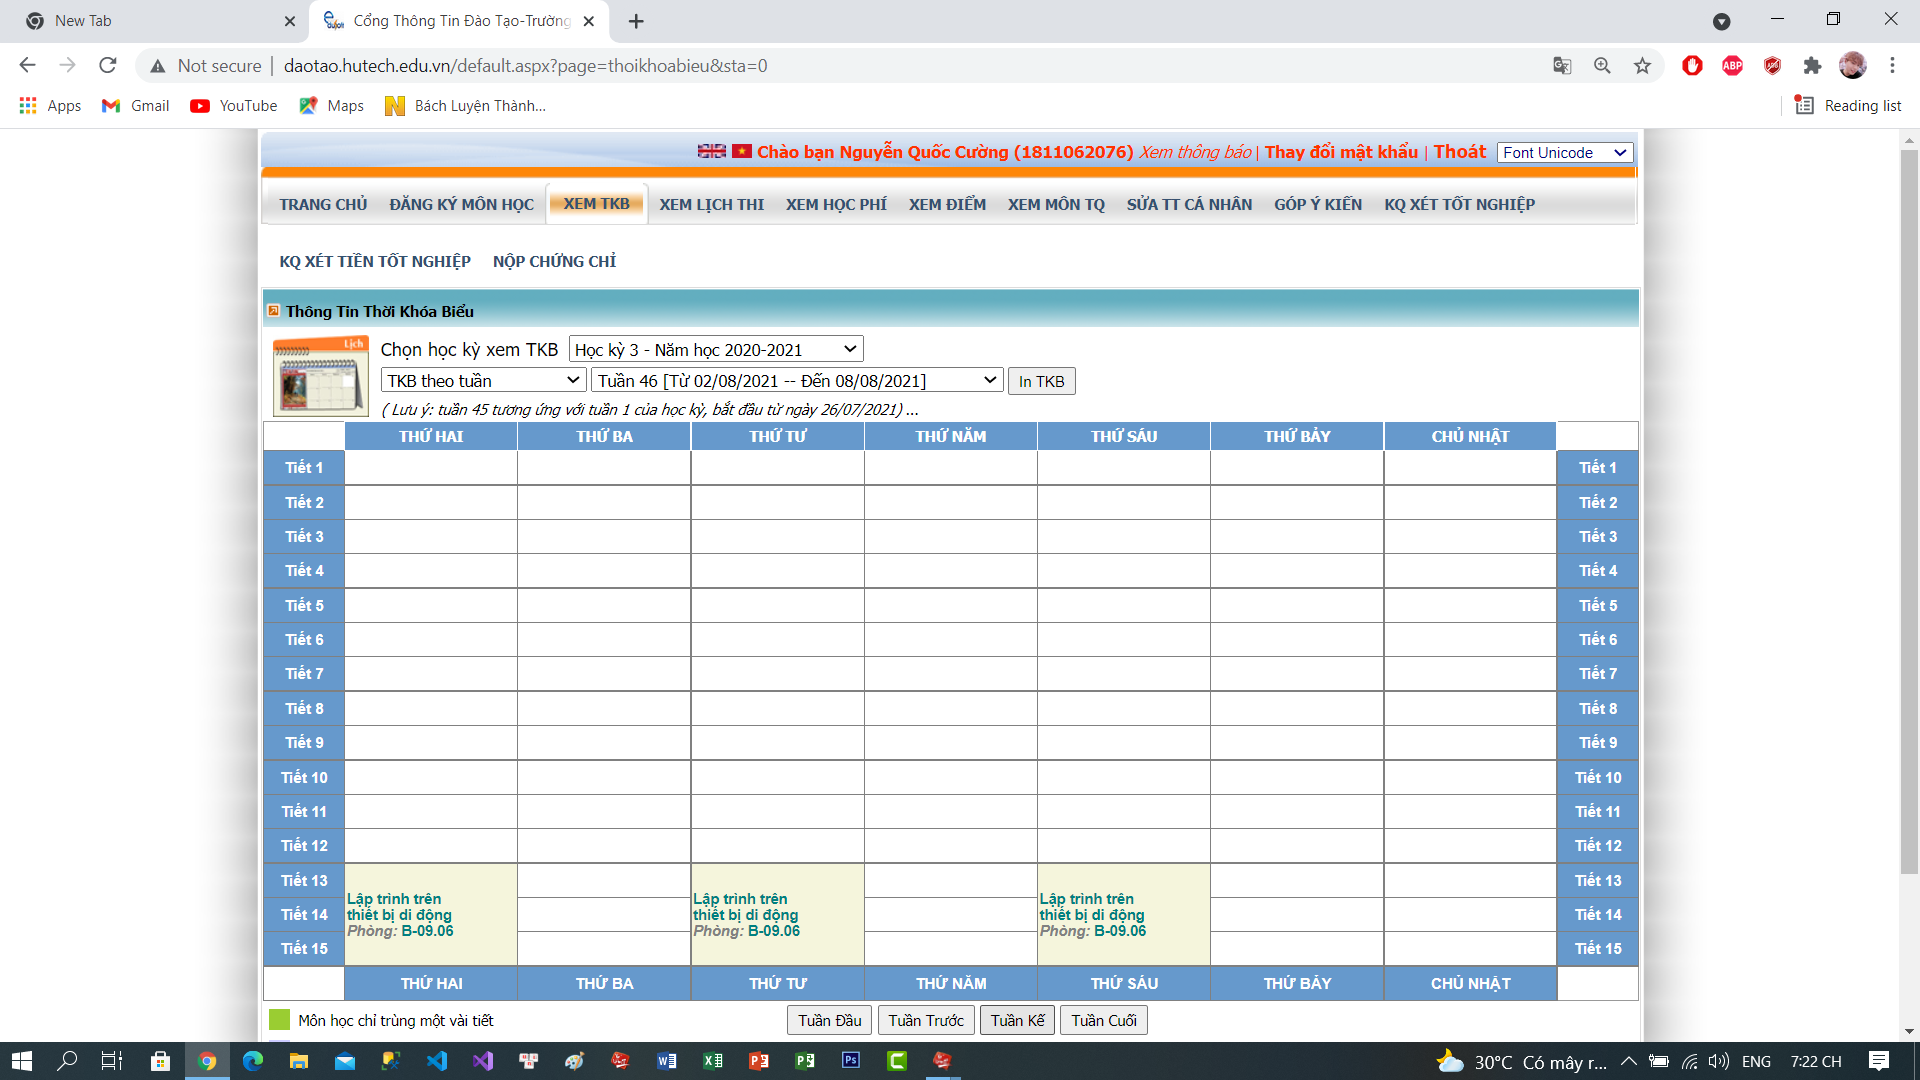 New Tab
Cổng Thông Tin Đào Tạo-Trường
Not secure
daotao.hutech.edu.vn/default.aspx?page=thoikhoabieu&sta=0
Apps
Gmail
YouTube
Maps
Bách Luyện Thành...
Reading list
Chào bạn Nguyễn Quốc Cường (1811062076) Xem thông báo | Thay đổi mật khẩu | Thoát Font Unicode
TRANG CHỦ ĐĂNG KÝ MÔN HỌC XEM TKB XEM LỊCH THI XEM HỌC PHÍ XEM ĐIỂM XEM MÔN TQ SỬA TT CÁ NHÂN GÓP Ý KIẾN KQ XÉT TỐT NGHIỆP
KQ XÉT TIỀN TỐT NGHIỆP NỘP CHỨNG CHỈ
Thông Tin Thời Khóa Biểu
Lịch
Chọn học kỳ xem TKB Học kỳ 3 - Năm học 2020-2021
TKB theo tuần Tuần 46 [Từ 02/08/2021 -- Đến 08/08/2021] In TKB
( Lưu ý: tuần 45 tương ứng với tuần 1 của học kỳ, bắt đầu từ ngày 26/07/2021) ...
THỨ HAI THỨ BA THỨ TƯ THỨ NĂM THỨ SÁU THỨ BẢY CHỦ NHẬT
Tiết 1 Tiết 1
Tiết 2 Tiết 2
Tiết 3 Tiết 3
Tiết 4 Tiết 4
Tiết 5 Tiết 5
Tiết 6 Tiết 6
Tiết 7 Tiết 7
Tiết 8 Tiết 8
Tiết 9 Tiết 9
Tiết 10 Tiết 10
Tiết 11 Tiết 11
Tiết 12 Tiết 12
Tiết 13 Tiết 13
Lập trình trên Lập trình trên Lập trình trên
Tiết 14 thiết bị di động thiết bị di động thiết bị di động Tiết 14
Phòng: B-09.06 Phòng: B-09.06 Phòng: B-09.06
Tiết 15 Tiết 15
THỨ HAI THỨ BA THỨ TƯ THỨ NĂM THỨ SÁU THỨ BẢY CHỦ NHẬT
Môn học chỉ trùng một vài tiết Tuần Đầu Tuần Trước Tuần Kế Tuần Cuối
30°C Có mây r... ENG 7:22 CH